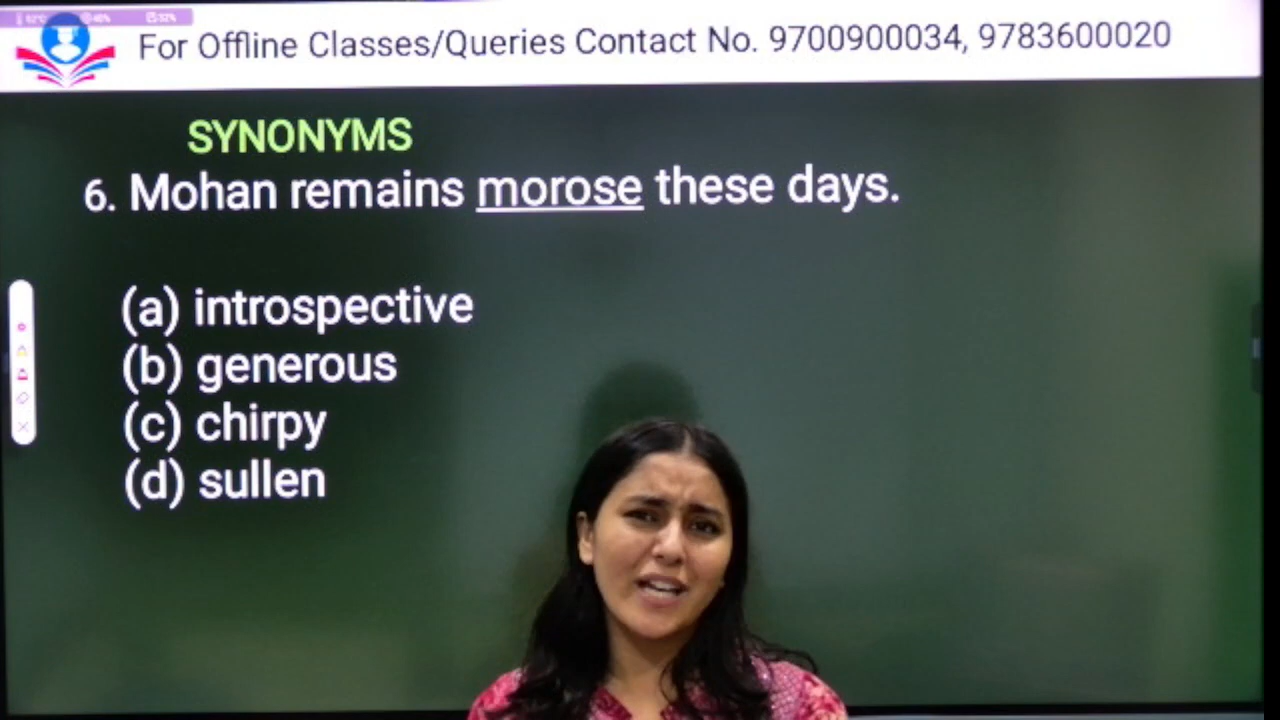 For Offline Classes/Queries Contact No. 9700900034, 9783600020
SYNONYMS
6. Mohan remains morose these days.
(a) introspective
(b) generous
(c) chirpy
(d) sullen